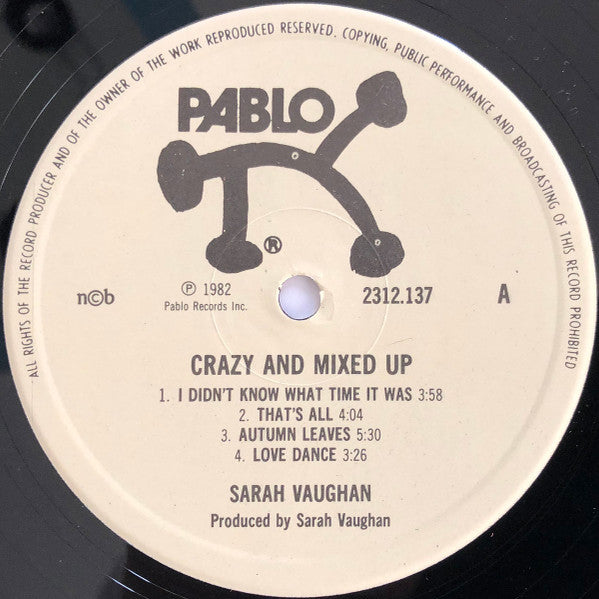 ALL RIGHTS OF THE RECORD PRODUCER AND OF THE OWNER OF THE WORK REPRODUCED RESERVED. COPYING, PUBLIC PERFORMANCE AND BROADCASTING OF THIS RECORD PROHIBITED
PABLO
®
n©b
℗ 1982
Pablo Records Inc.
2312.137
A
CRAZY AND MIXED UP
1. I DIDN'T KNOW WHAT TIME IT WAS 3:58
2. THAT'S ALL 4:04
3. AUTUMN LEAVES 5:30
4. LOVE DANCE 3:26
SARAH VAUGHAN
Produced by Sarah Vaughan